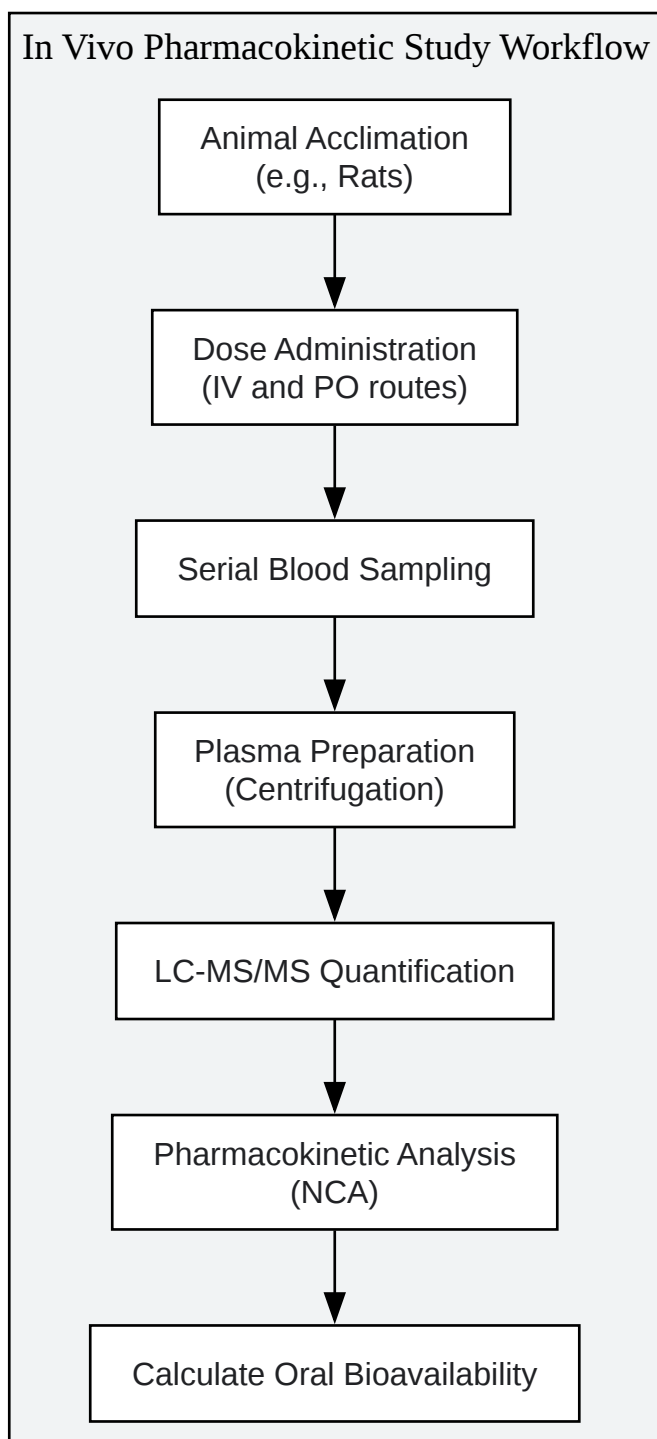 In Vivo Pharmacokinetic Study Workflow
Animal Acclimation
(e.g., Rats)
Dose Administration
(IV and PO routes)
Serial Blood Sampling
Plasma Preparation
(Centrifugation)
LC-MS/MS Quantification
Pharmacokinetic Analysis
(NCA)
Calculate Oral Bioavailability